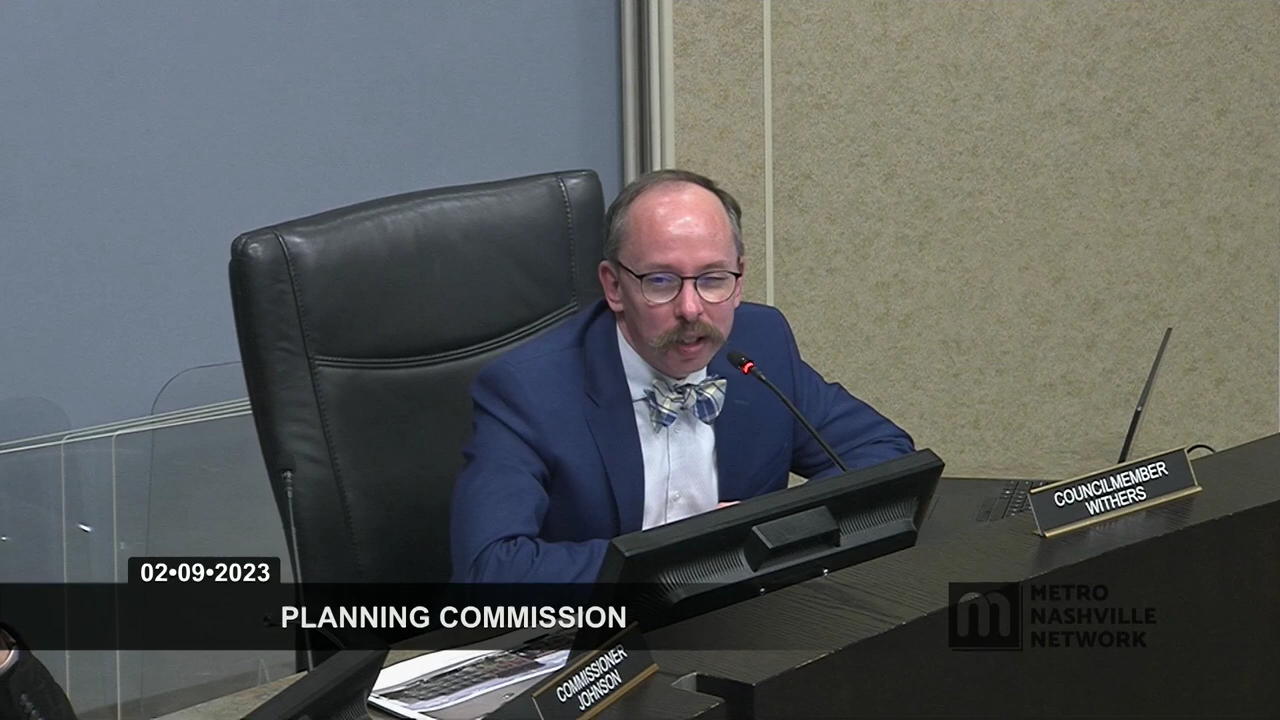 COUNCILMEMBER
WITHERS
02•09•2023
PLANNING COMMISSION
m METRO
NASHVILLE
NETWORK
COMMISSIONER
JOHNSON